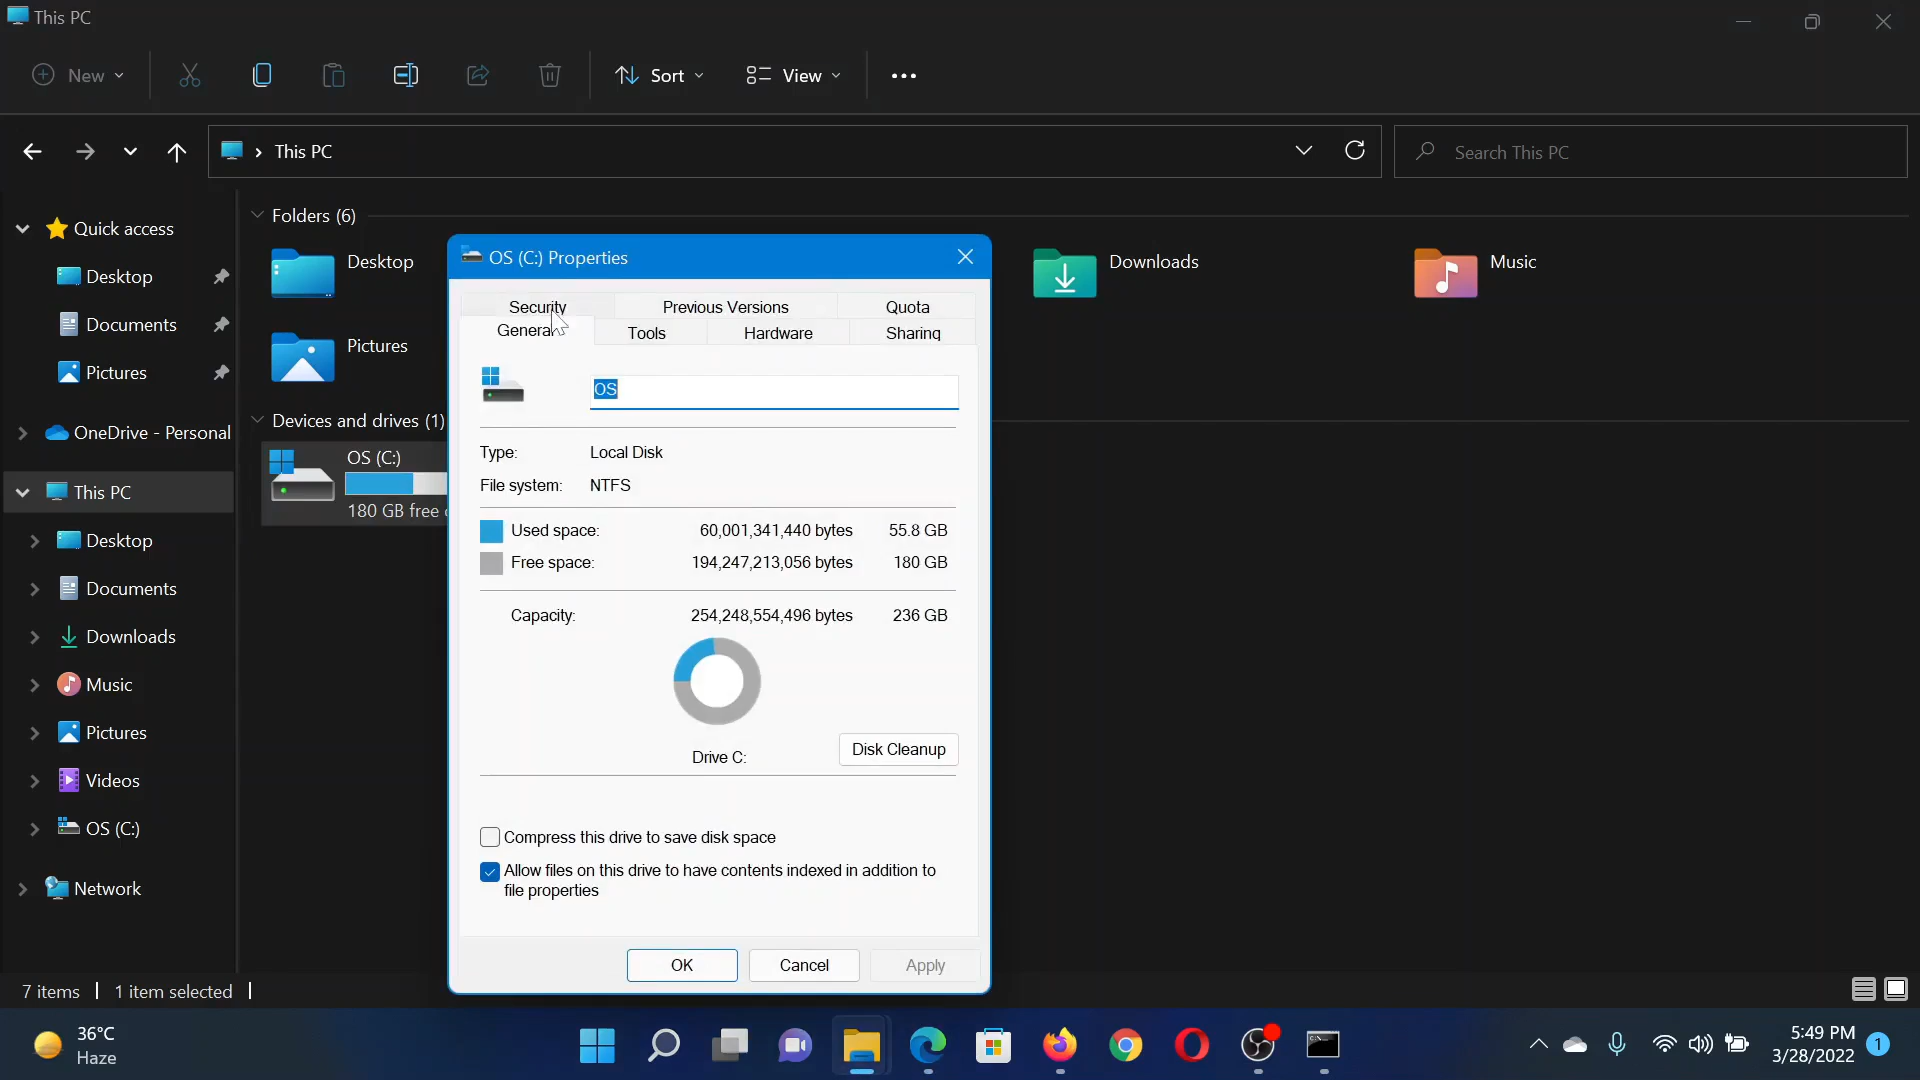 This PC
New
Sort
View
This PC
Search This PC
Quick access
Desktop
Documents
Pictures
OneDrive - Personal
This PC
Desktop
Documents
Downloads
Music
Pictures
Videos
OS (C:)
Network
Folders (6)
Desktop
Downloads
Music
Pictures
Devices and drives (1)
OS (C:)
180 GB free
OS (C:) Properties
Security
Previous Versions
Quota
General
Tools
Hardware
Sharing
OS
Type: Local Disk
File system: NTFS
Used space: 60,001,341,440 bytes 55.8 GB
Free space: 194,247,213,056 bytes 180 GB
Capacity: 254,248,554,496 bytes 236 GB
Drive C:
Disk Cleanup
Compress this drive to save disk space
Allow files on this drive to have contents indexed in addition to
file properties
OK
Cancel
Apply
7 items
1 item selected
36°C
Haze
5:49 PM
3/28/2022
1